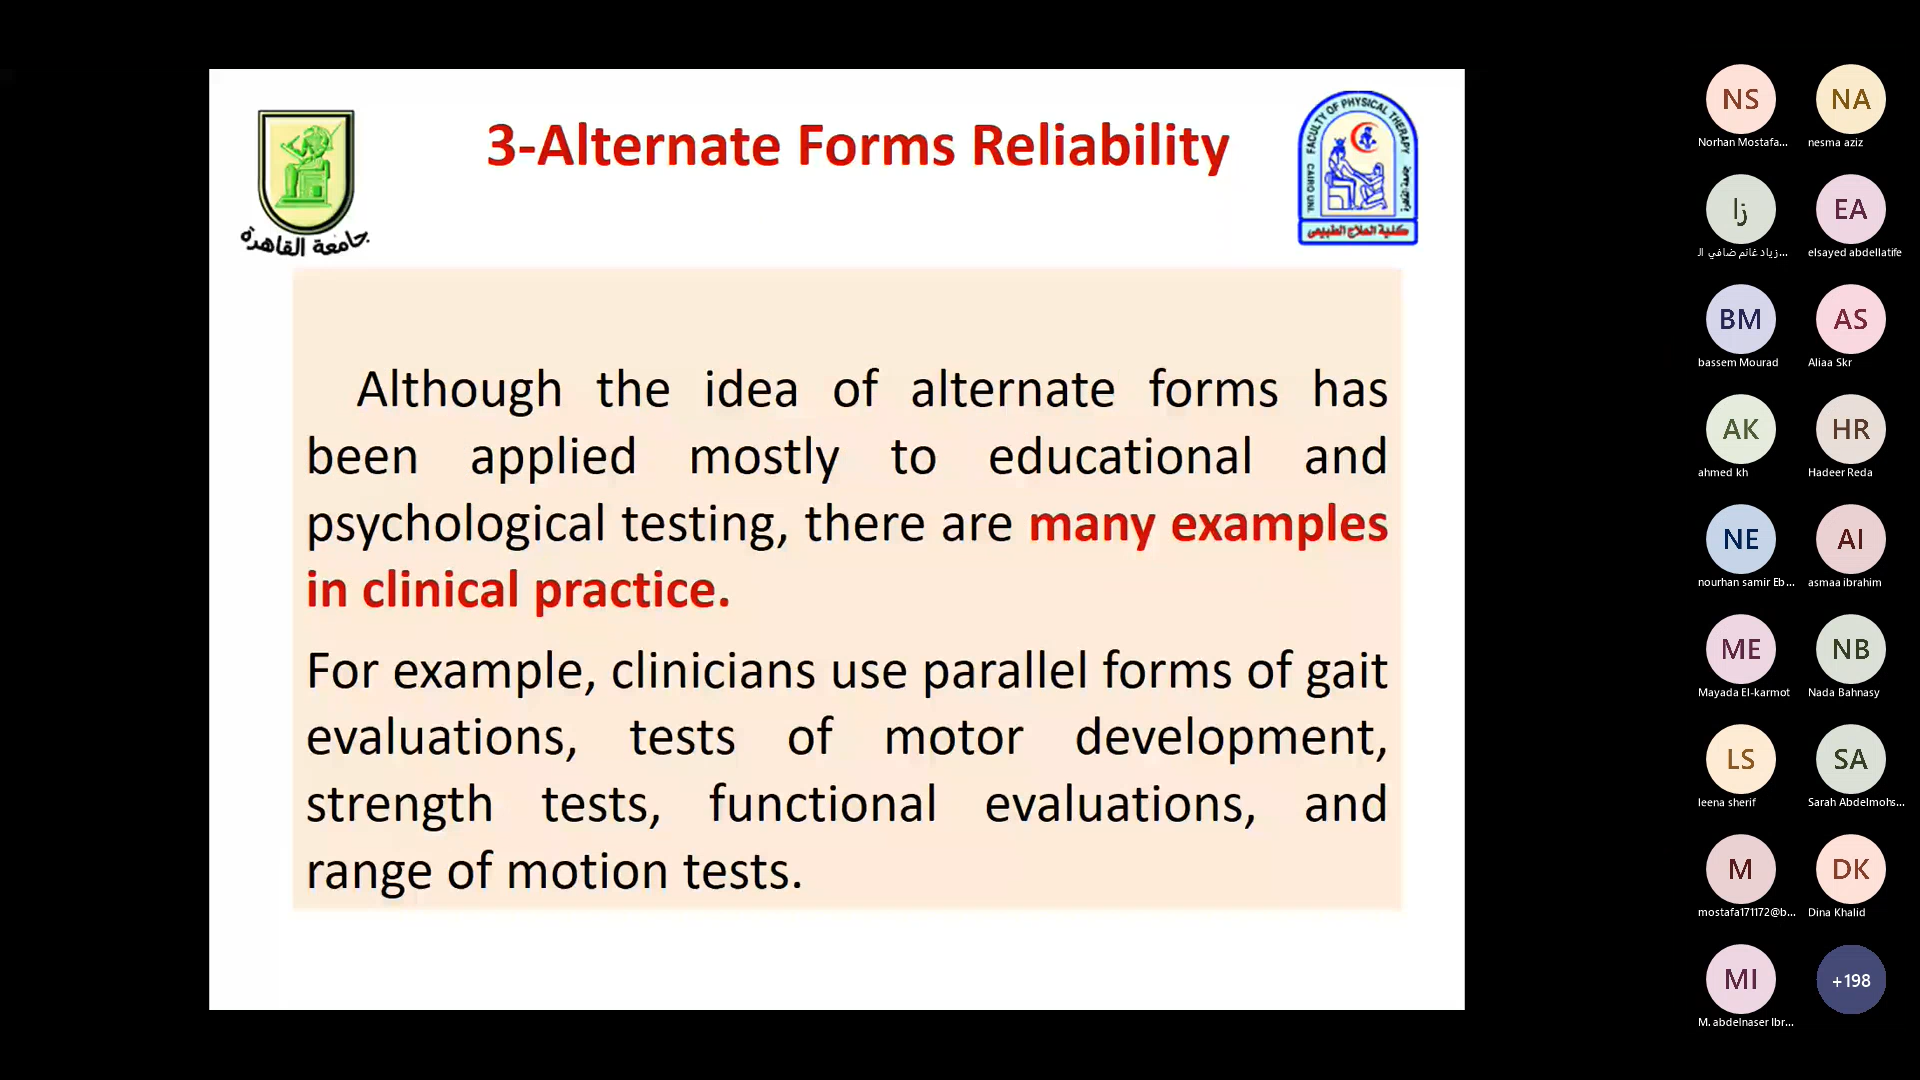 3-Alternate Forms Reliability
جامعة القاهرة
FACULTY OF PHYSICAL THERAPY
CAIRO UNI.
جامعة القاهرة
كلية العلاج الطبيعى
Although the idea of alternate forms has
been applied mostly to educational and
psychological testing, there are many examples
in clinical practice.
For example, clinicians use parallel forms of gait
evaluations, tests of motor development,
strength tests, functional evaluations, and
range of motion tests.
NS
NA
Norhan Mostafa...
nesma aziz
زا
EA
زياد غانم ضافي ال...
elsayed abdellatife
BM
AS
bassem Mourad
Aliaa Skr
AK
HR
ahmed kh
Hadeer Reda
NE
AI
nourhan samir Eb...
asmaa ibrahim
ME
NB
Mayada El-karmot
Nada Bahnasy
LS
SA
leena sherif
Sarah Abdelmohs...
M
DK
mostafa171172@b...
Dina Khalid
MI
+198
M. abdelnaser Ibr...